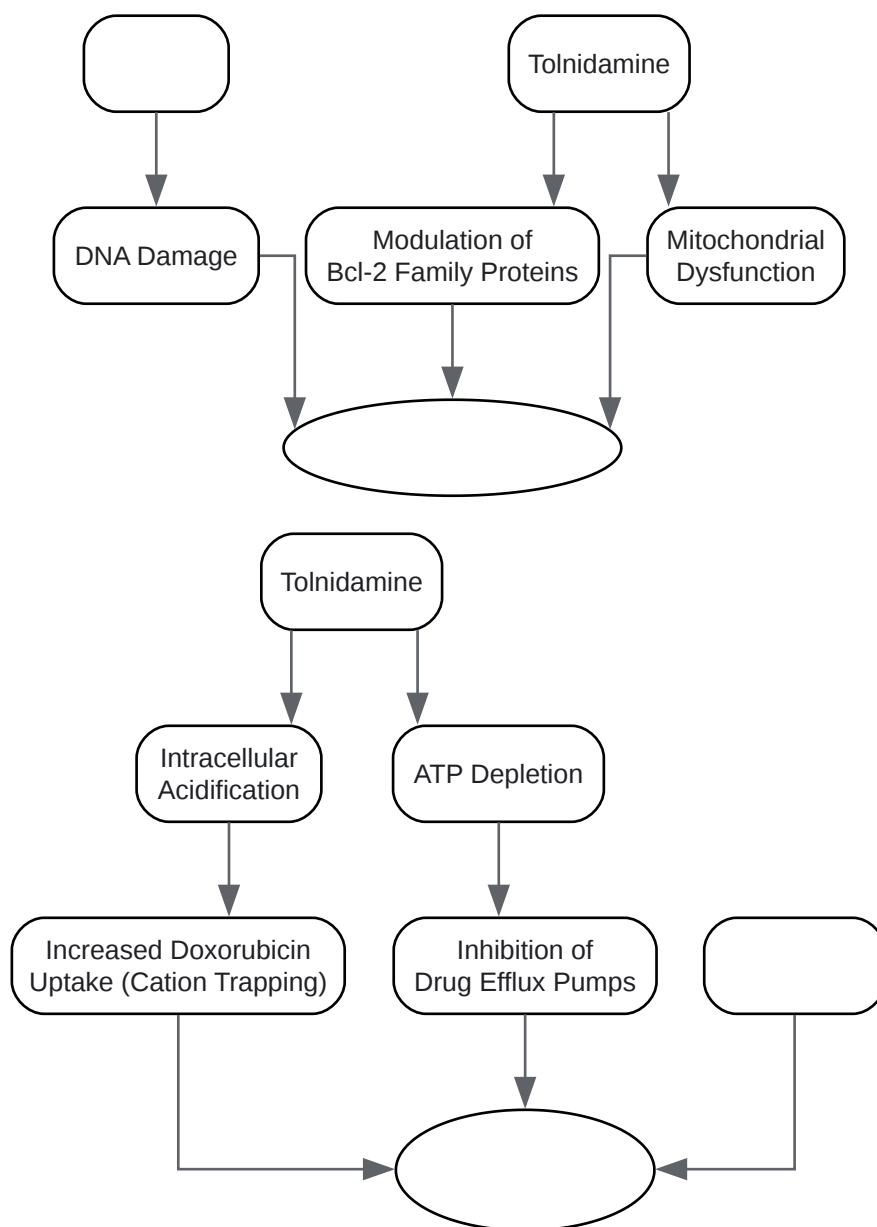 Tolnidamine
DNA Damage
Modulation of
Bcl-2 Family Proteins
Mitochondrial
Dysfunction
Tolnidamine
Intracellular
Acidification
ATP Depletion
Increased Doxorubicin
Uptake (Cation Trapping)
Inhibition of
Drug Efflux Pumps